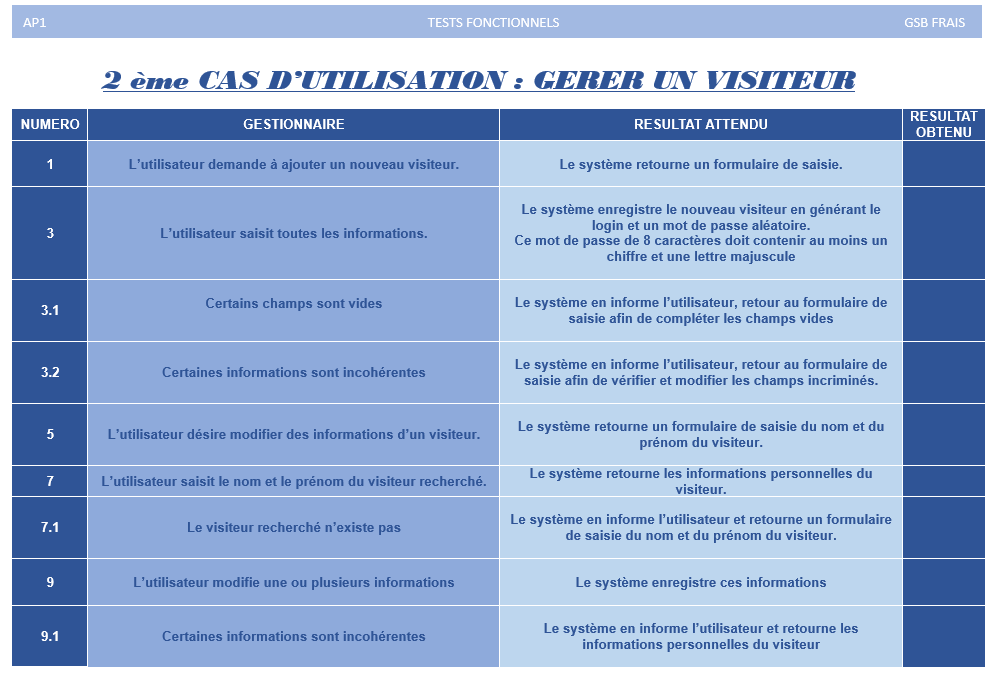 AP1 TESTS FONCTIONNELS GSB FRAIS
2 ème CAS D’UTILISATION : GERER UN VISITEUR
NUMERO GESTIONNAIRE RESULTAT ATTENDU RESULTAT
OBTENU
1 L’utilisateur demande à ajouter un nouveau visiteur. Le système retourne un formulaire de saisie.
3 L’utilisateur saisit toutes les informations.
Le système enregistre le nouveau visiteur en générant le
login et un mot de passe aléatoire.
Ce mot de passe de 8 caractères doit contenir au moins un
chiffre et une lettre majuscule
3.1 Certains champs sont vides
Le système en informe l’utilisateur, retour au formulaire de
saisie afin de compléter les champs vides
3.2 Certaines informations sont incohérentes
Le système en informe l’utilisateur, retour au formulaire de
saisie afin de vérifier et modifier les champs incriminés.
5 L’utilisateur désire modifier des informations d’un visiteur.
Le système retourne un formulaire de saisie du nom et du
prénom du visiteur.
7 L’utilisateur saisit le nom et le prénom du visiteur recherché.
Le système retourne les informations personnelles du
visiteur.
7.1 Le visiteur recherché n’existe pas
Le système en informe l’utilisateur et retourne un formulaire
de saisie du nom et du prénom du visiteur.
9 L’utilisateur modifie une ou plusieurs informations Le système enregistre ces informations
9.1 Certaines informations sont incohérentes
Le système en informe l’utilisateur et retourne les
informations personnelles du visiteur